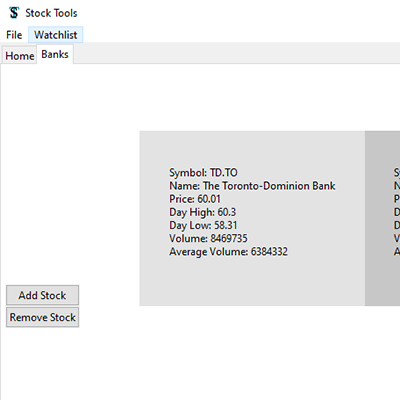 Stock Tools
File Watchlist
Home Banks
Symbol: TD.TO
Name: The Toronto-Dominion Bank
Price: 60.01
Day High: 60.3
Day Low: 58.31
Volume: 8469735
Average Volume: 6384332
Add Stock
Remove Stock